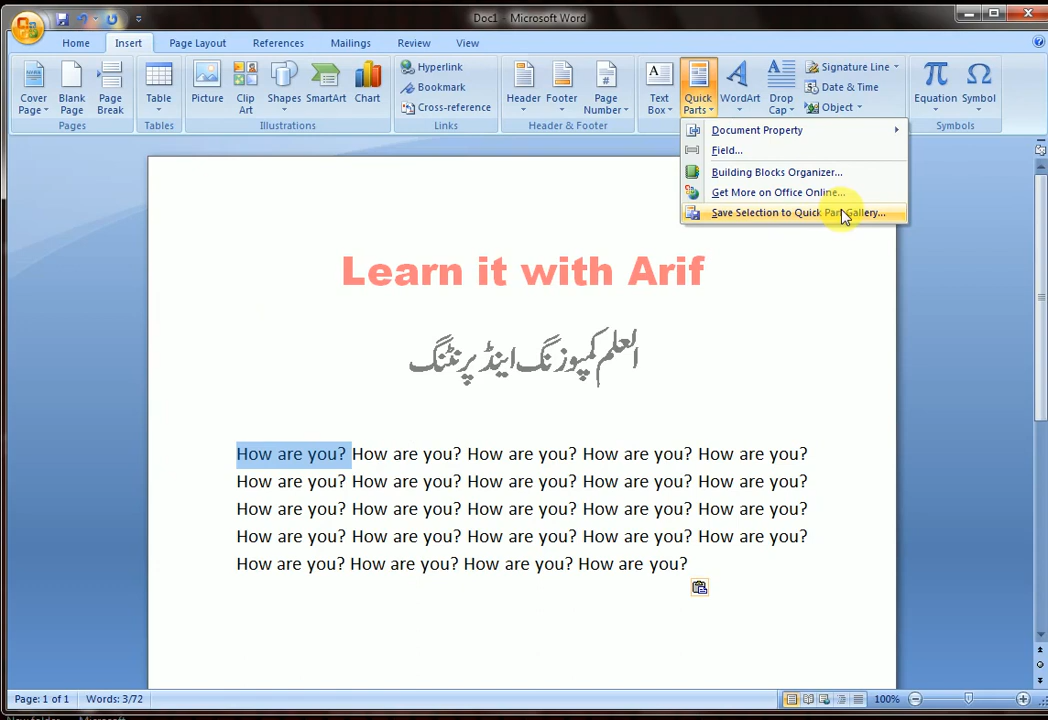 Doc1 - Microsoft Word
Home Insert Page Layout References Mailings Review View
Cover Page
Blank Page
Page Break
Pages
Table
Tables
Picture
Clip Art
Shapes
SmartArt
Chart
Illustrations
Hyperlink
Bookmark
Cross-reference
Links
Header
Footer
Page Number
Header & Footer
Text Box
Quick Parts
WordArt
Drop Cap
Signature Line
Date & Time
Object
Equation
Symbol
Symbols
Document Property
Field...
Building Blocks Organizer...
Get More on Office Online...
Save Selection to Quick Part Gallery...
Learn it with Arif
العلم کمپوزنگ اینڈ پرنٹنگ
How are you? How are you? How are you? How are you? How are you?
How are you? How are you? How are you? How are you? How are you?
How are you? How are you? How are you? How are you? How are you?
How are you? How are you? How are you? How are you? How are you?
How are you? How are you? How are you? How are you?
Page: 1 of 1 Words: 3/72 100%